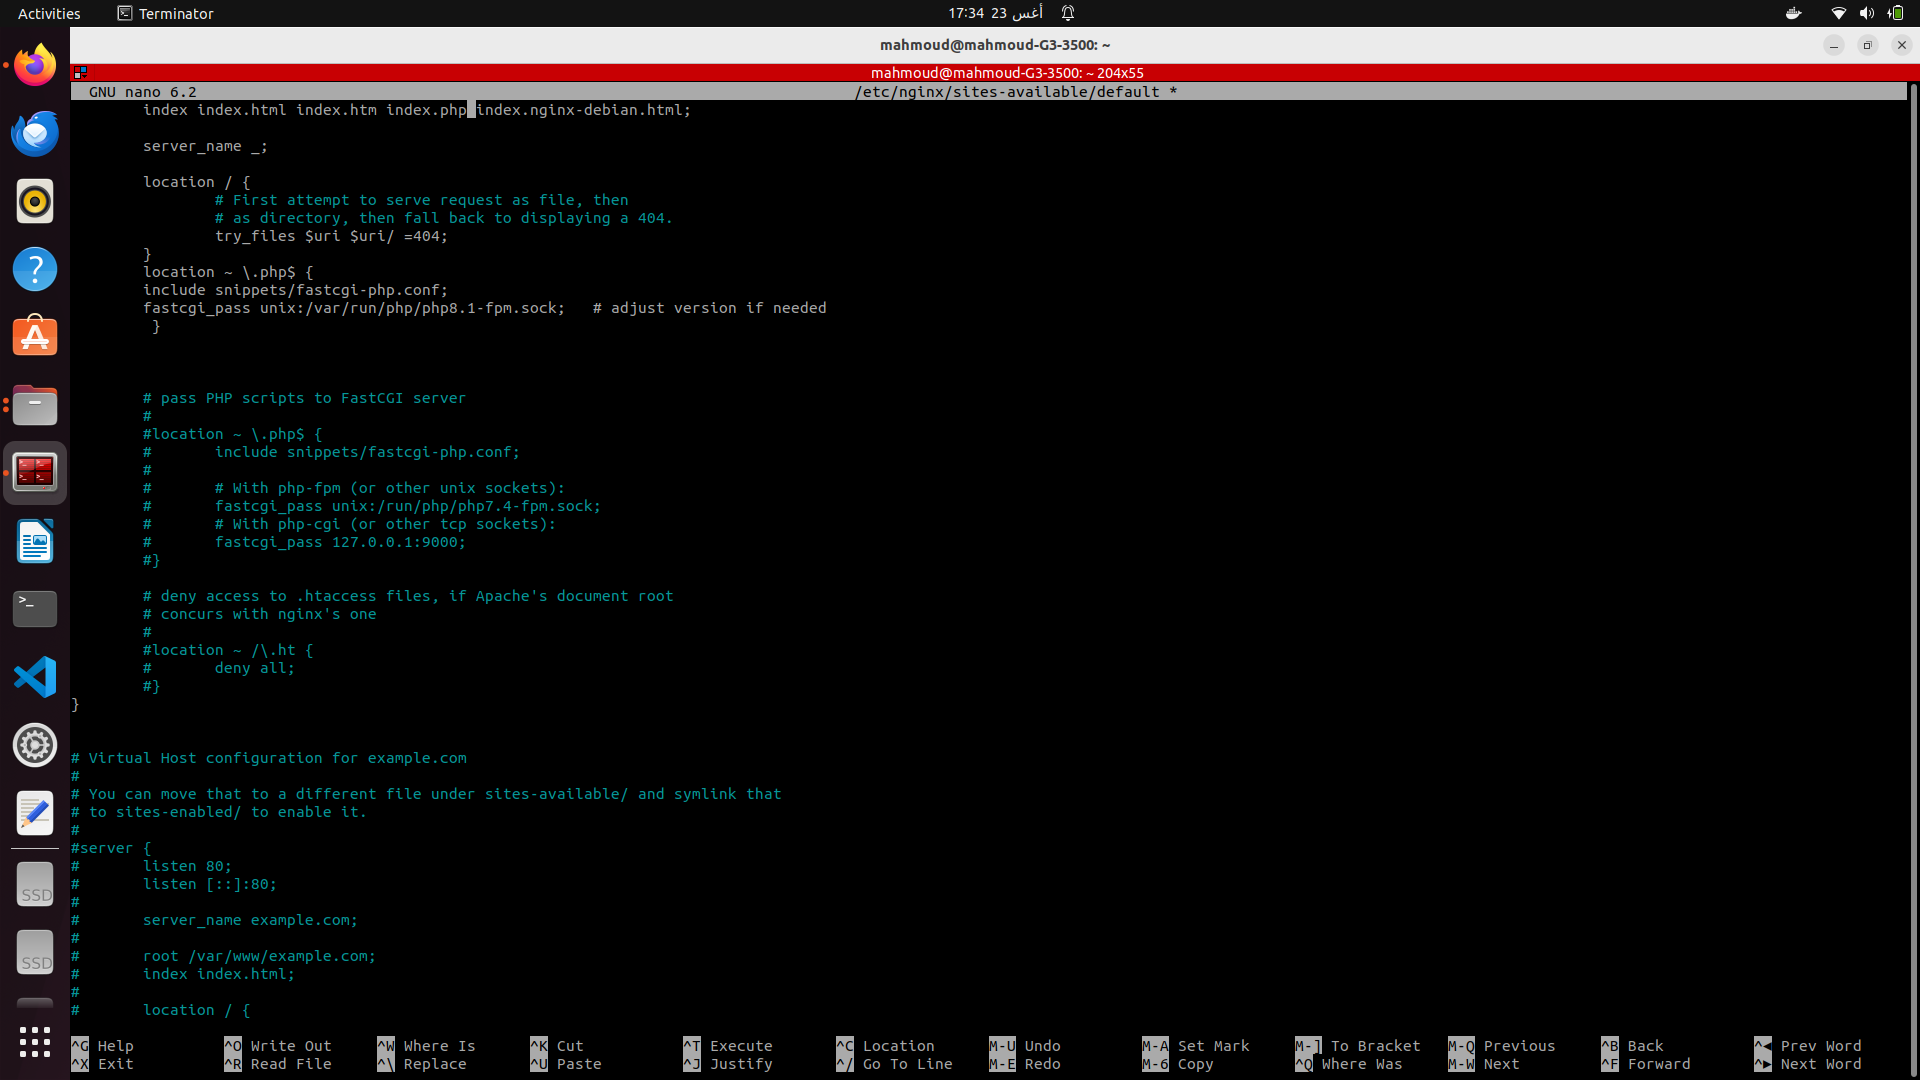 Activities Terminator 17:34 23 أغس
mahmoud@mahmoud-G3-3500: ~
mahmoud@mahmoud-G3-3500: ~ 204x55
GNU nano 6.2 /etc/nginx/sites-available/default *
index index.html index.htm index.php index.nginx-debian.html;
server_name _;
location / {
# First attempt to serve request as file, then
# as directory, then fall back to displaying a 404.
try_files $uri $uri/ =404;
}
location ~ \.php$ {
include snippets/fastcgi-php.conf;
fastcgi_pass unix:/var/run/php/php8.1-fpm.sock; # adjust version if needed
}
# pass PHP scripts to FastCGI server
#
#location ~ \.php$ {
# include snippets/fastcgi-php.conf;
#
# # With php-fpm (or other unix sockets):
# fastcgi_pass unix:/run/php/php7.4-fpm.sock;
# # With php-cgi (or other tcp sockets):
# fastcgi_pass 127.0.0.1:9000;
#}
# deny access to .htaccess files, if Apache's document root
# concurs with nginx's one
#
#location ~ /\.ht {
# deny all;
#}
}
# Virtual Host configuration for example.com
#
# You can move that to a different file under sites-available/ and symlink that
# to sites-enabled/ to enable it.
#
#server {
# listen 80;
# listen [::]:80;
#
# server_name example.com;
#
# root /var/www/example.com;
# index index.html;
#
# location / {
^G Help ^O Write Out ^W Where Is ^K Cut ^T Execute ^C Location M-U Undo M-A Set Mark M-] To Bracket M-Q Previous ^B Back ^◀ Prev Word
^X Exit ^R Read File ^\ Replace ^U Paste ^J Justify ^/ Go To Line M-E Redo M-6 Copy ^Q Where Was M-W Next ^F Forward ^▶ Next Word
SSD
SSD